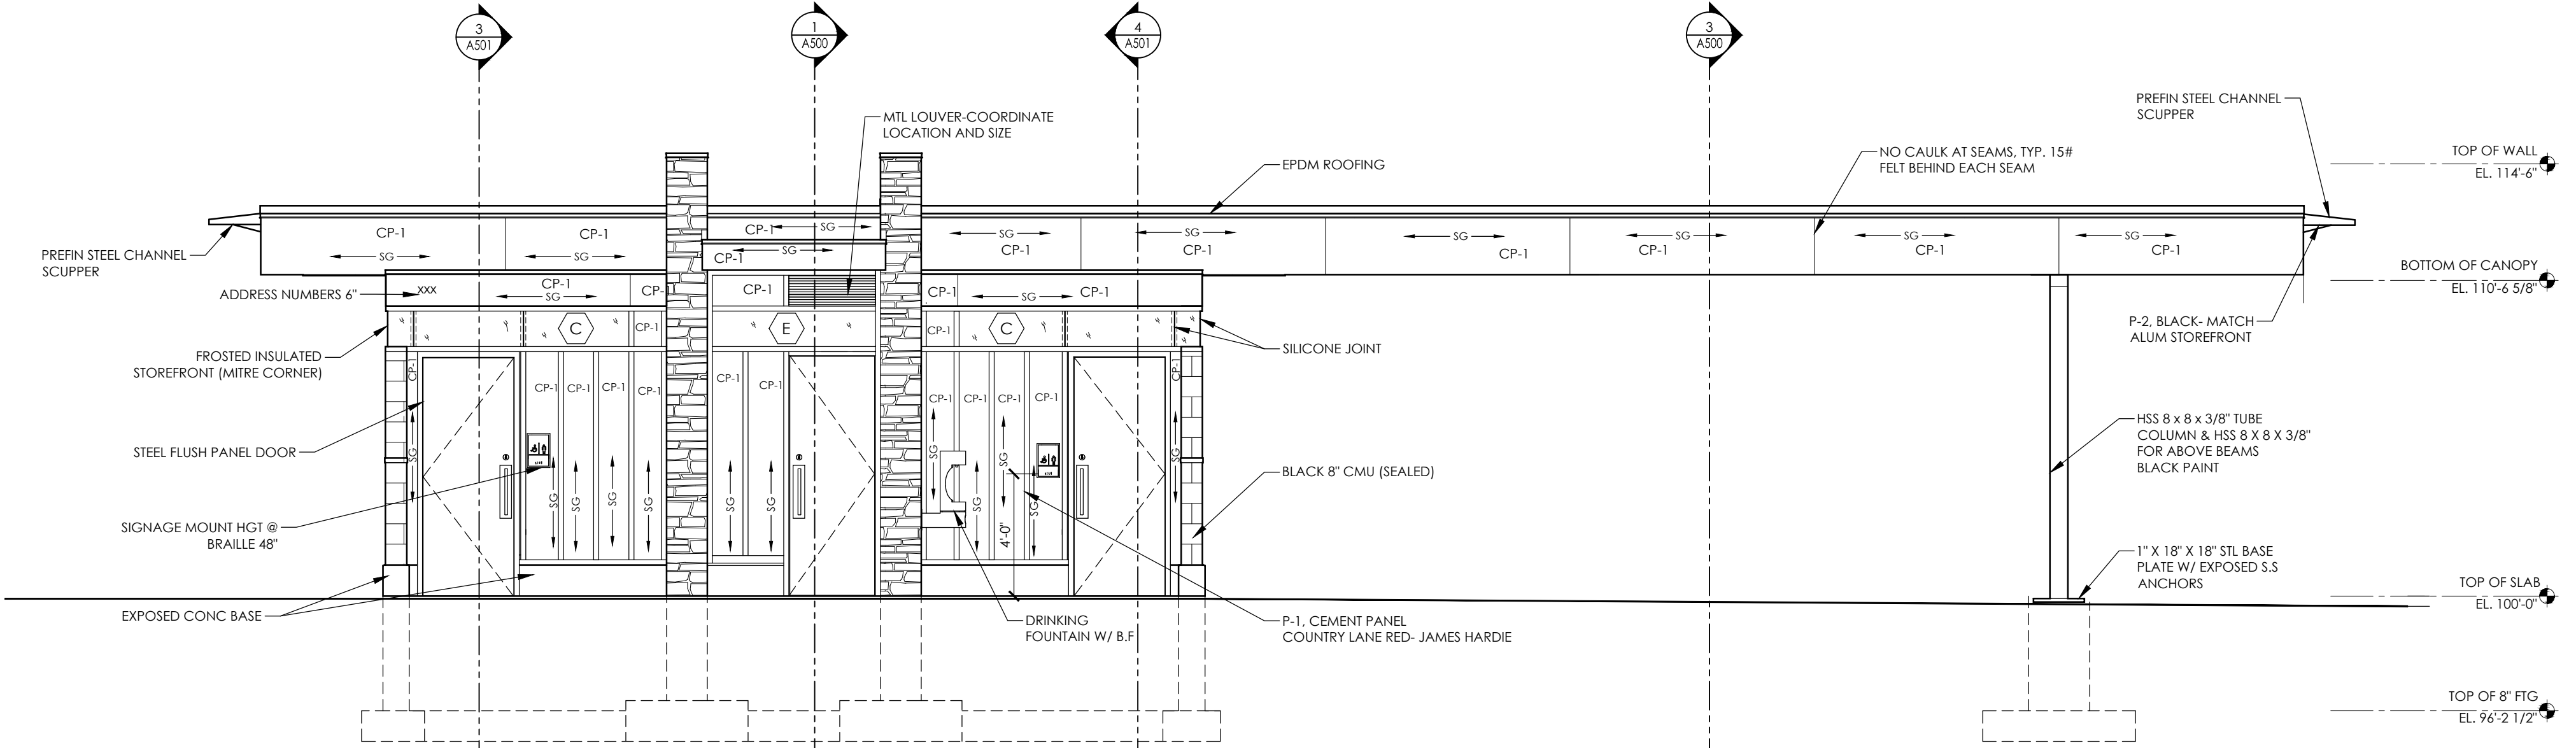 3
A501
1
A500
4
A501
3
A500
MTL LOUVER-COORDINATE
LOCATION AND SIZE
PREFIN STEEL CHANNEL
SCUPPER
EPDM ROOFING
NO CAULK AT SEAMS, TYP. 15#
FELT BEHIND EACH SEAM
TOP OF WALL
EL. 114'-6"
PREFIN STEEL CHANNEL
SCUPPER
CP-1
SG
CP-1
SG
CP-1
SG
SG
CP-1
SG
CP-1
SG
CP-1
SG
CP-1
SG
CP-1
SG
CP-1
SG
CP-1
BOTTOM OF CANOPY
EL. 110'-6 5/8"
ADDRESS NUMBERS 6"
XXX
CP-1
SG
CP-1
CP-1
CP-1
SG
CP-1
P-2, BLACK- MATCH
ALUM STOREFRONT
FROSTED INSULATED
STOREFRONT (MITRE CORNER)
C
CP-1
E
CP-1
C
SILICONE JOINT
CP-1
CP-1
CP-1
CP-1
CP-1
CP-1
CP-1
CP-1
CP-1
CP-1
CP-1
CP-1
STEEL FLUSH PANEL DOOR
SG
SG
SG
SG
SG
SG
SG
SG
SG
SG
SG
SG
4'-0"
HSS 8 x 8 x 3/8" TUBE
COLUMN & HSS 8 X 8 X 3/8"
FOR ABOVE BEAMS
BLACK PAINT
BLACK 8" CMU (SEALED)
SIGNAGE MOUNT HGT @
BRAILLE 48"
1" X 18" X 18" STL BASE
PLATE W/ EXPOSED S.S
ANCHORS
TOP OF SLAB
EL. 100'-0"
EXPOSED CONC BASE
DRINKING
FOUNTAIN W/ B.F
P-1, CEMENT PANEL
COUNTRY LANE RED- JAMES HARDIE
TOP OF 8" FTG
EL. 96'-2 1/2"